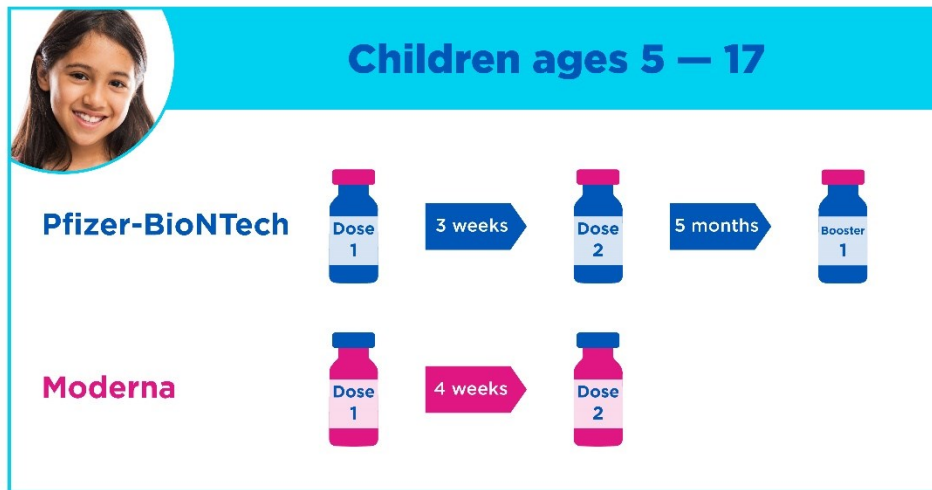 Children ages 5 — 17
Pfizer-BioNTech
Dose
1
3 weeks
Dose
2
5 months
Booster
1
Moderna
Dose
1
4 weeks
Dose
2